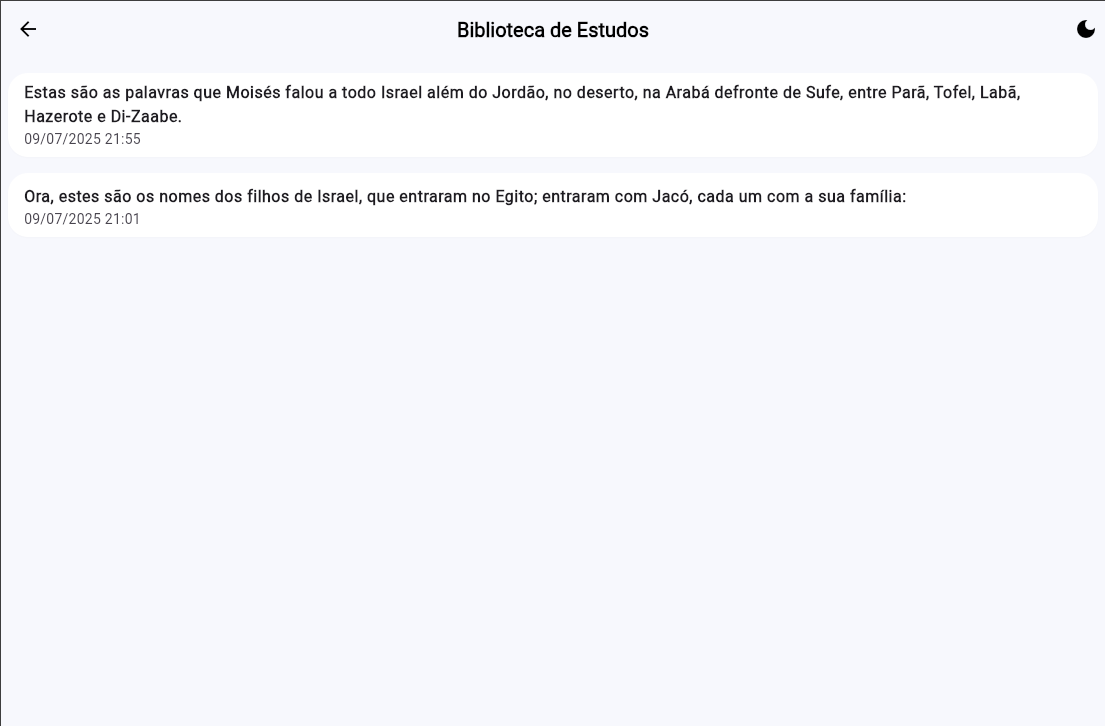 Biblioteca de Estudos
Estas são as palavras que Moisés falou a todo Israel além do Jordão, no deserto, na Arabá defronte de Sufe, entre Parã, Tofel, Labã,
Hazerote e Di-Zaabe.
09/07/2025 21:55
Ora, estes são os nomes dos filhos de Israel, que entraram no Egito; entraram com Jacó, cada um com a sua família:
09/07/2025 21:01